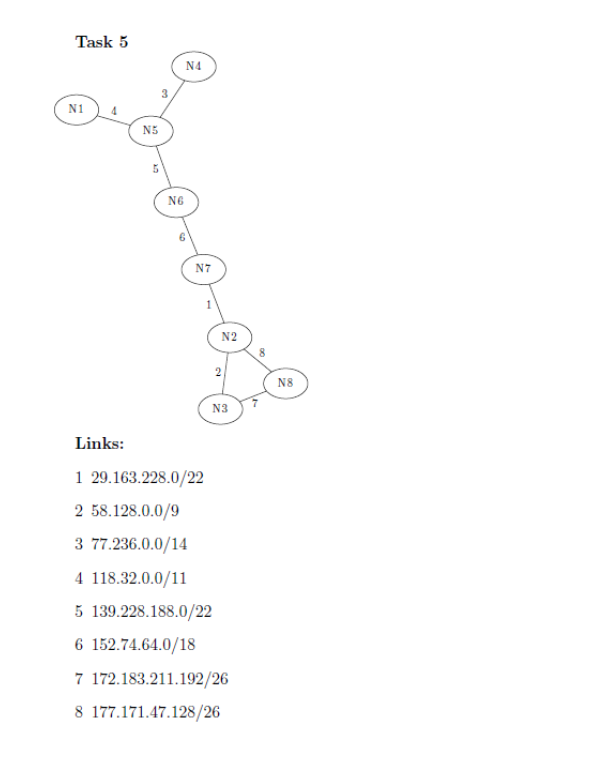 Task 5
N4
3
N1
4
N5
5
N6
6
N7
1
N2
8
2
N8
7
N3
Links:
1 29.163.228.0/22
2 58.128.0.0/9
3 77.236.0.0/14
4 118.32.0.0/11
5 139.228.188.0/22
6 152.74.64.0/18
7 172.183.211.192/26
8 177.171.47.128/26